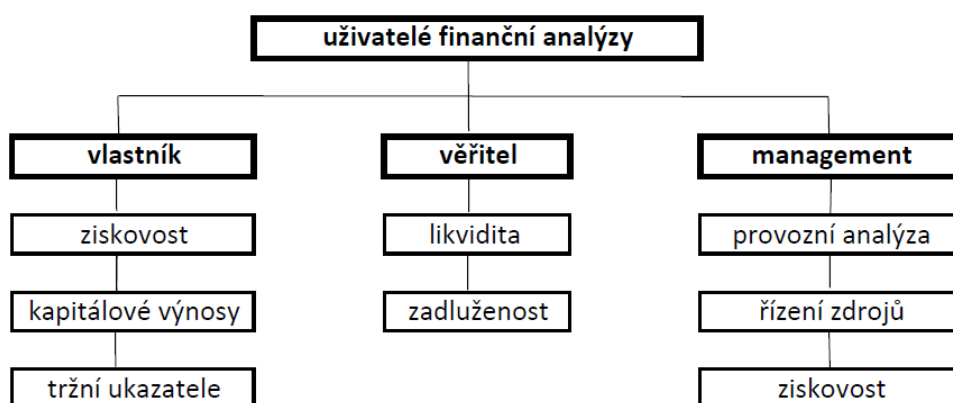 uživatelé finanční analýzy
vlastník
věřitel
management
ziskovost
likvidita
provozní analýza
kapitálové výnosy
zadluženost
řízení zdrojů
tržní ukazatele
ziskovost